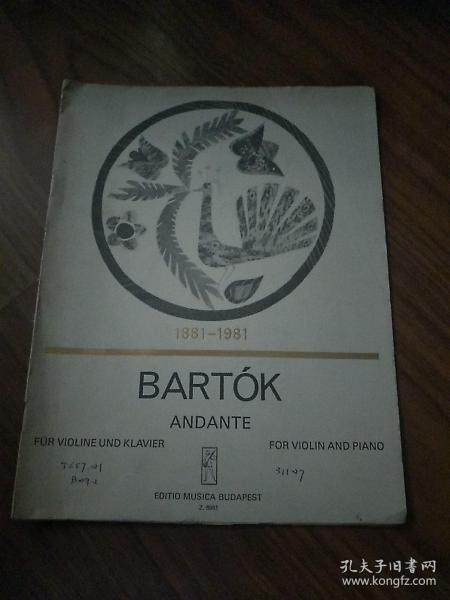 1881-1981
BARTÓK
ANDANTE
FÜR VIOLINE UND KLAVIER
FOR VIOLIN AND PIANO
31107
EDITIO MUSICA BUDAPEST
孔夫子旧书网
www.kongfz.com